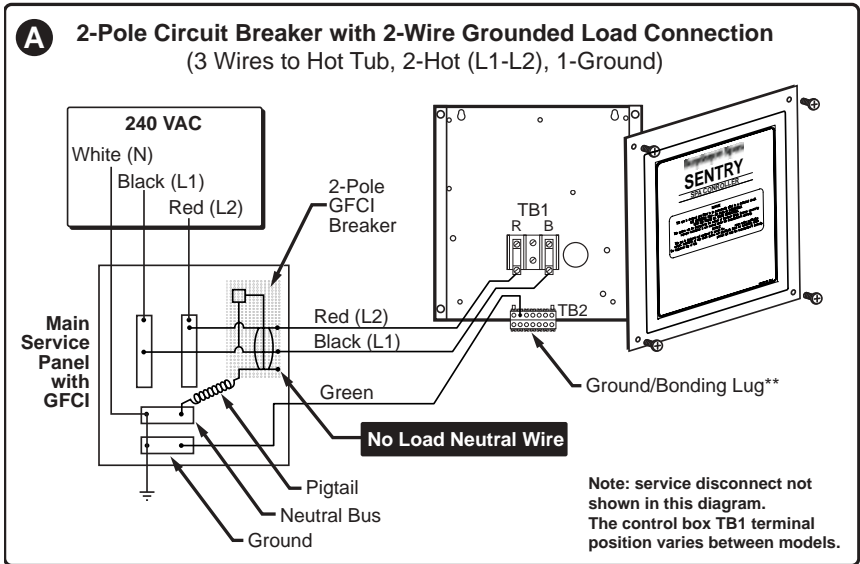 A
2-Pole Circuit Breaker with 2-Wire Grounded Load Connection
(3 Wires to Hot Tub, 2-Hot (L1-L2), 1-Ground)
240 VAC
White (N)
Black (L1)
Red (L2)
2-Pole
GFCI
Breaker
Main
Service
Panel
with
GFCI
Red (L2)
Black (L1)
Green
No Load Neutral Wire
Pigtail
Neutral Bus
Ground
TB1
R B
TB2
Ground/Bonding Lug**
SENTRY
SPA CONTROLLER
Note: service disconnect not
shown in this diagram.
The control box TB1 terminal
position varies between models.